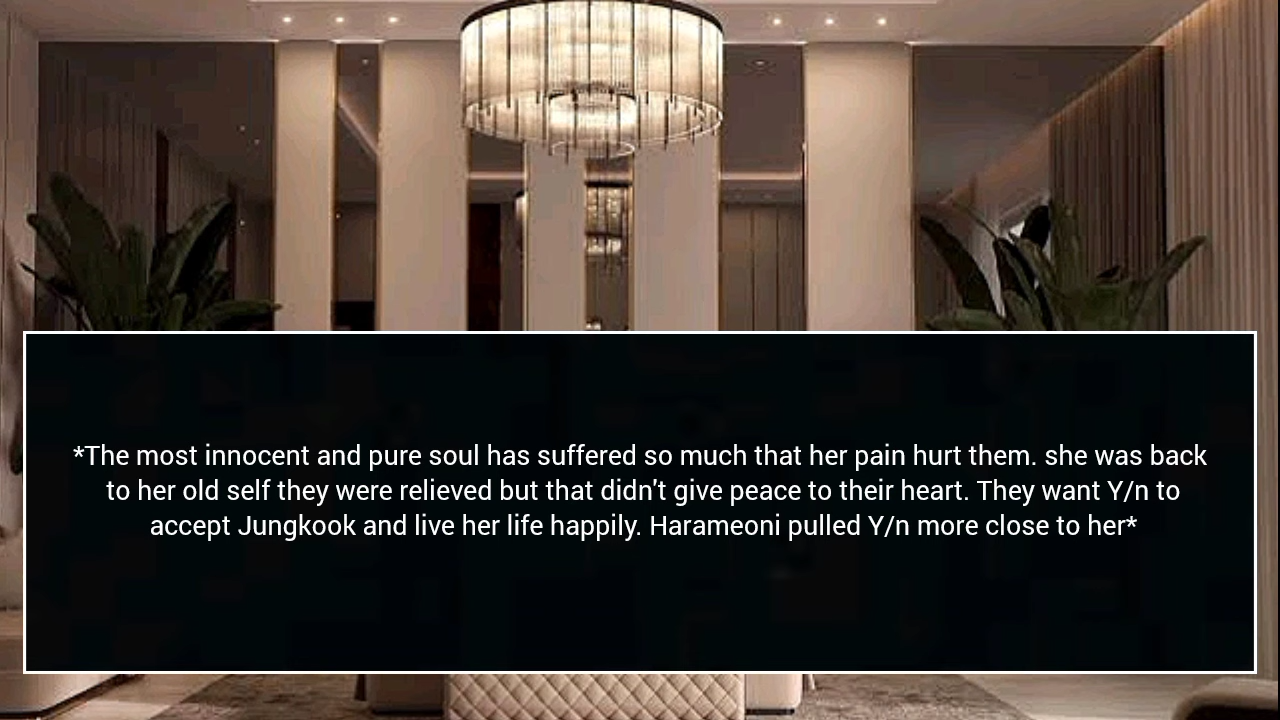 *The most innocent and pure soul has suffered so much that her pain hurt them. she was back
to her old self they were relieved but that didn't give peace to their heart. They want Y/n to
accept Jungkook and live her life happily. Harameoni pulled Y/n more close to her*